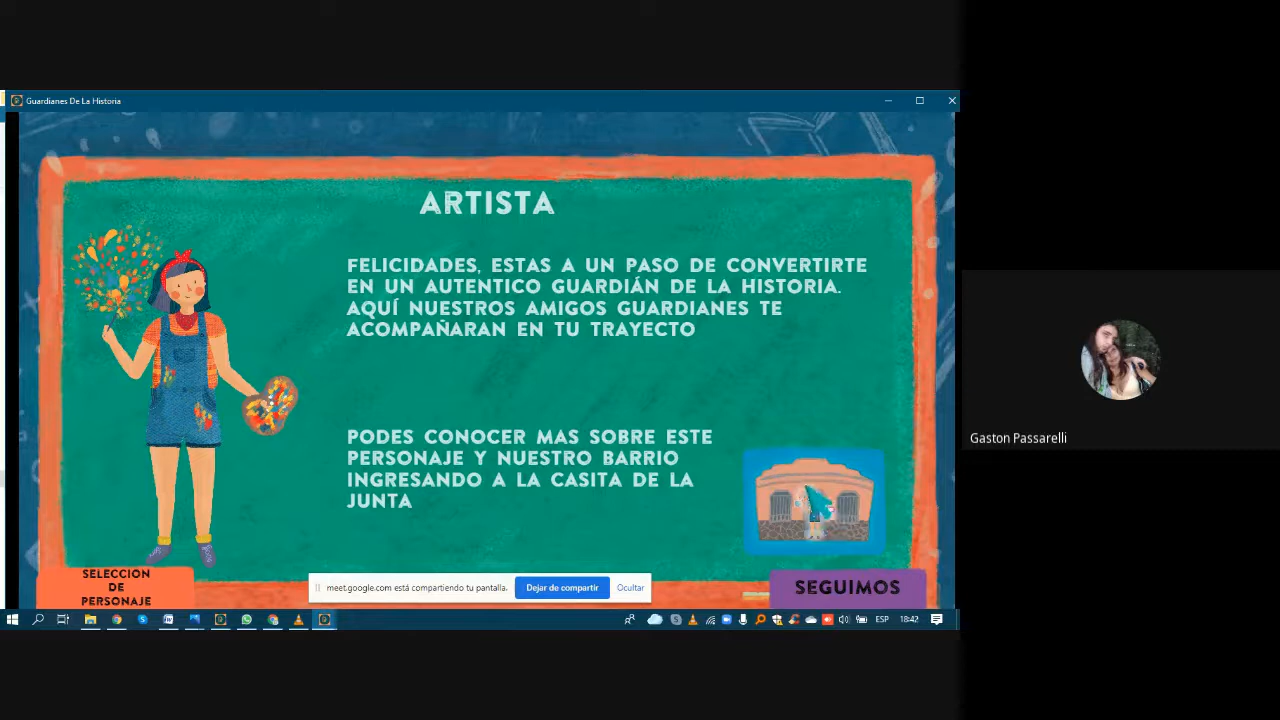 Guardianes De La Historia
ARTISTA
FELICIDADES, ESTAS A UN PASO DE CONVERTIRTE
EN UN AUTENTICO GUARDIÁN DE LA HISTORIA.
AQUÍ NUESTROS AMIGOS GUARDIANES TE
ACOMPAÑARAN EN TU TRAYECTO
PODES CONOCER MAS SOBRE ESTE
PERSONAJE Y NUESTRO BARRIO
INGRESANDO A LA CASITA DE LA
JUNTA
SELECCION
DE
PERSONAJE
meet.google.com está compartiendo tu pantalla.
Dejar de compartir
Ocultar
SEGUIMOS
ESP
18:42
Gaston Passarelli